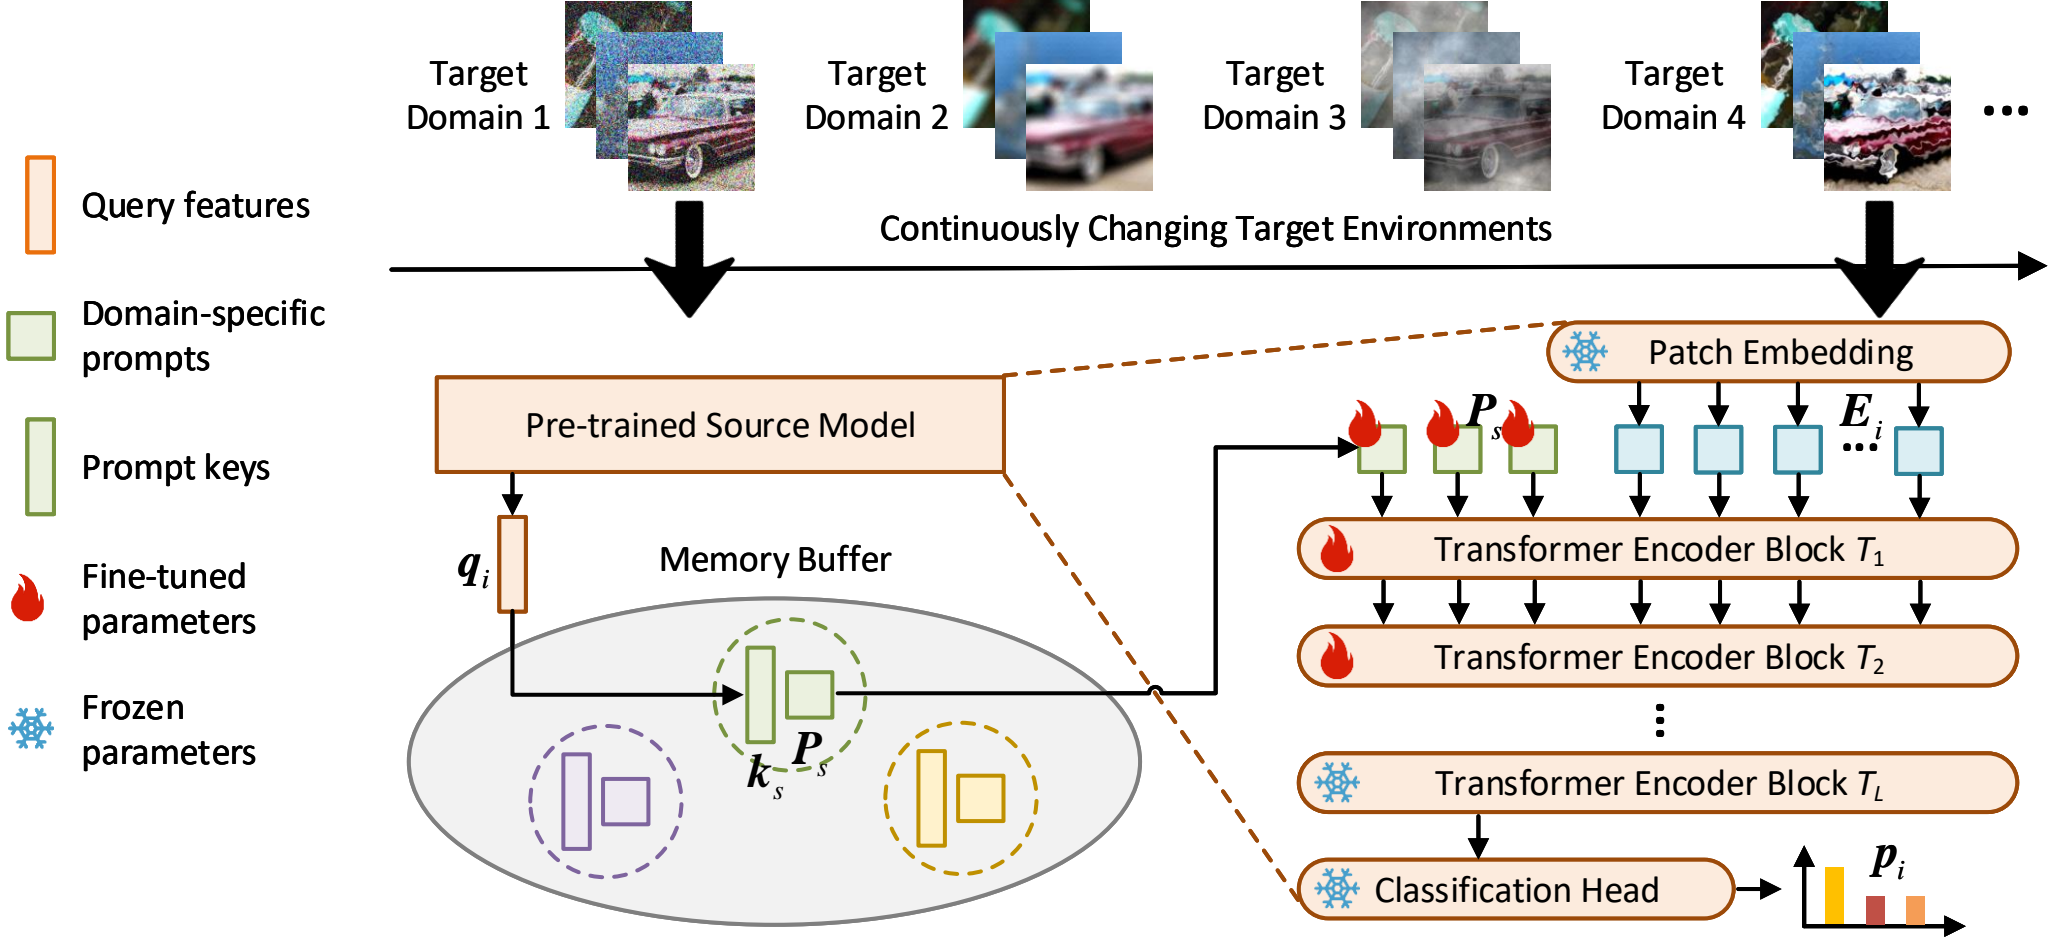 Target
Domain 1
Target
Domain 2
Target
Domain 3
Target
Domain 4
...
Continuously Changing Target Environments
Query features
Domain-specific
prompts
Prompt keys
Fine-tuned
parameters
Frozen
parameters
Pre-trained Source Model
q_i
Memory Buffer
k_s
P_s
Patch Embedding
P_s
E_i
...
Transformer Encoder Block T_1
Transformer Encoder Block T_2
Transformer Encoder Block T_L
Classification Head
p_i